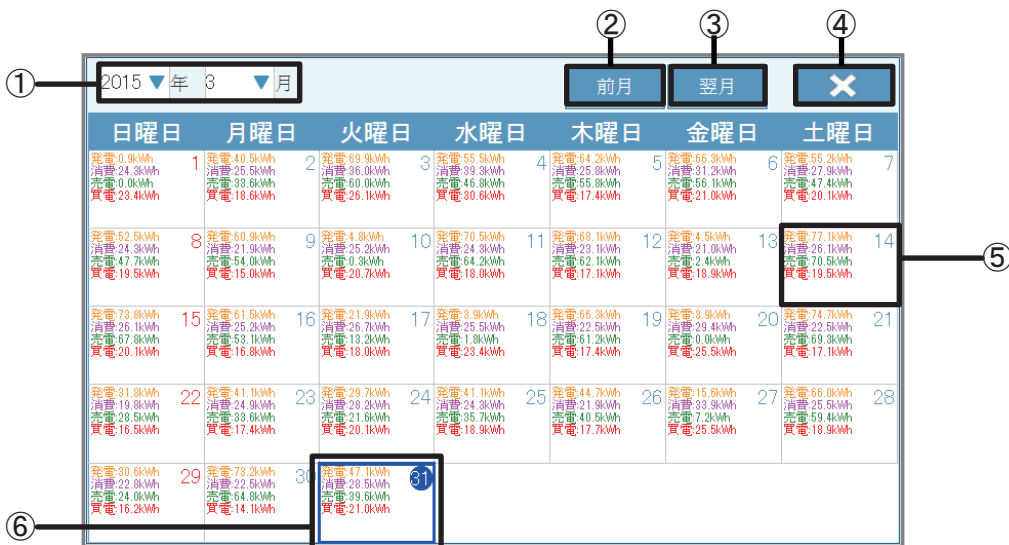 ② ③ ④
① 2015 ▼ 年 3 ▼ 月 前月 翌月 ✕
日曜日 月曜日 火曜日 水曜日 木曜日 金曜日 土曜日
発電:0.9kWh 1 発電:40.5kWh 2 発電:69.9kWh 3 発電:55.5kWh 4 発電:64.2kWh 5 発電:66.3kWh 6 発電:55.2kWh 7
消費:24.3kWh 消費:25.5kWh 消費:36.0kWh 消費:39.3kWh 消費:25.8kWh 消費:31.2kWh 消費:27.9kWh
売電:0.0kWh 売電:33.6kWh 売電:60.0kWh 売電:46.8kWh 売電:55.8kWh 売電:56.1kWh 売電:47.4kWh
買電:23.4kWh 買電:18.6kWh 買電:26.1kWh 買電:30.6kWh 買電:17.4kWh 買電:21.0kWh 買電:20.1kWh
発電:52.5kWh 8 発電:60.9kWh 9 発電:4.8kWh 10 発電:70.5kWh 11 発電:68.1kWh 12 発電:4.5kWh 13 発電:77.1kWh 14
消費:24.3kWh 消費:21.9kWh 消費:25.2kWh 消費:24.3kWh 消費:23.1kWh 消費:21.0kWh 消費:26.1kWh ⑤
売電:47.7kWh 売電:54.0kWh 売電:0.3kWh 売電:64.2kWh 売電:62.1kWh 売電:2.4kWh 売電:70.5kWh
買電:19.5kWh 買電:15.0kWh 買電:20.7kWh 買電:18.0kWh 買電:17.1kWh 買電:18.9kWh 買電:19.5kWh
発電:73.8kWh 15 発電:61.5kWh 16 発電:21.9kWh 17 発電:3.9kWh 18 発電:66.3kWh 19 発電:3.9kWh 20 発電:74.7kWh 21
消費:26.1kWh 消費:25.2kWh 消費:26.7kWh 消費:25.5kWh 消費:22.5kWh 消費:29.4kWh 消費:22.5kWh
売電:67.8kWh 売電:53.1kWh 売電:13.2kWh 売電:1.8kWh 売電:61.2kWh 売電:0.0kWh 売電:69.3kWh
買電:20.1kWh 買電:16.8kWh 買電:18.0kWh 買電:23.4kWh 買電:17.4kWh 買電:25.5kWh 買電:17.1kWh
発電:31.8kWh 22 発電:41.1kWh 23 発電:29.7kWh 24 発電:41.1kWh 25 発電:44.7kWh 26 発電:15.6kWh 27 発電:66.0kWh 28
消費:19.8kWh 消費:24.9kWh 消費:28.2kWh 消費:24.3kWh 消費:21.9kWh 消費:33.9kWh 消費:25.5kWh
売電:28.5kWh 売電:33.6kWh 売電:21.6kWh 売電:35.7kWh 売電:40.5kWh 売電:7.2kWh 売電:59.4kWh
買電:16.5kWh 買電:17.4kWh 買電:20.1kWh 買電:18.9kWh 買電:17.7kWh 買電:25.5kWh 買電:18.9kWh
発電:30.6kWh 29 発電:73.2kWh 30 発電:47.1kWh 31
消費:22.8kWh 消費:22.5kWh 消費:28.5kWh
売電:24.0kWh 売電:64.8kWh 売電:39.6kWh
買電:16.2kWh 買電:14.1kWh 買電:21.0kWh
⑥